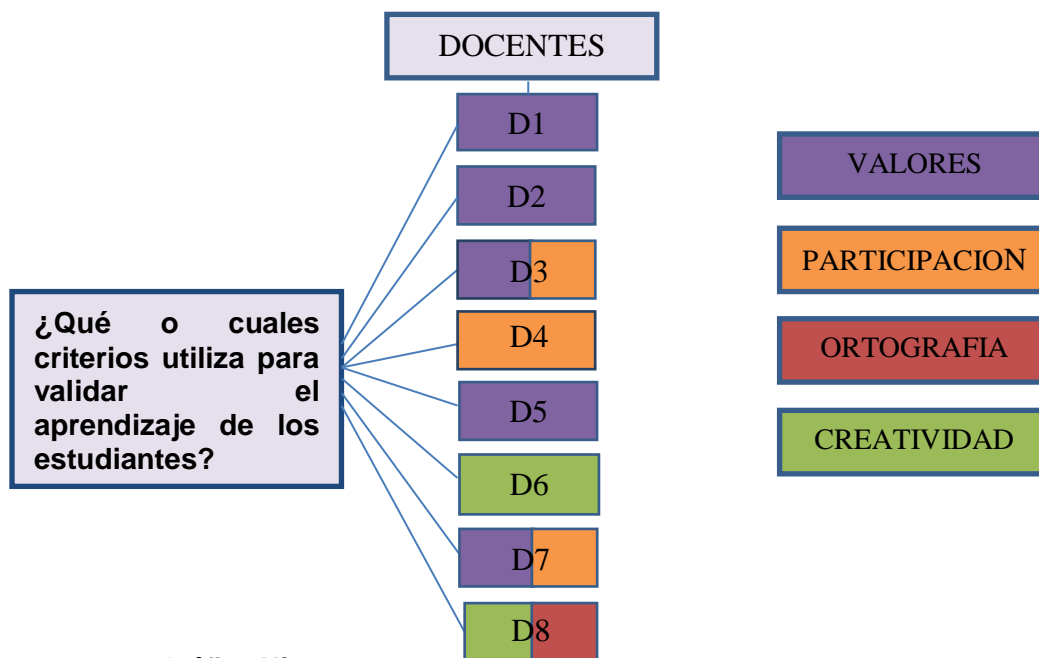 DOCENTES
D1
D2
D3
D4
D5
D6
D7
D8
¿Qué o cuales
criterios utiliza para
validar el
aprendizaje de los
estudiantes?
VALORES
PARTICIPACION
ORTOGRAFIA
CREATIVIDAD